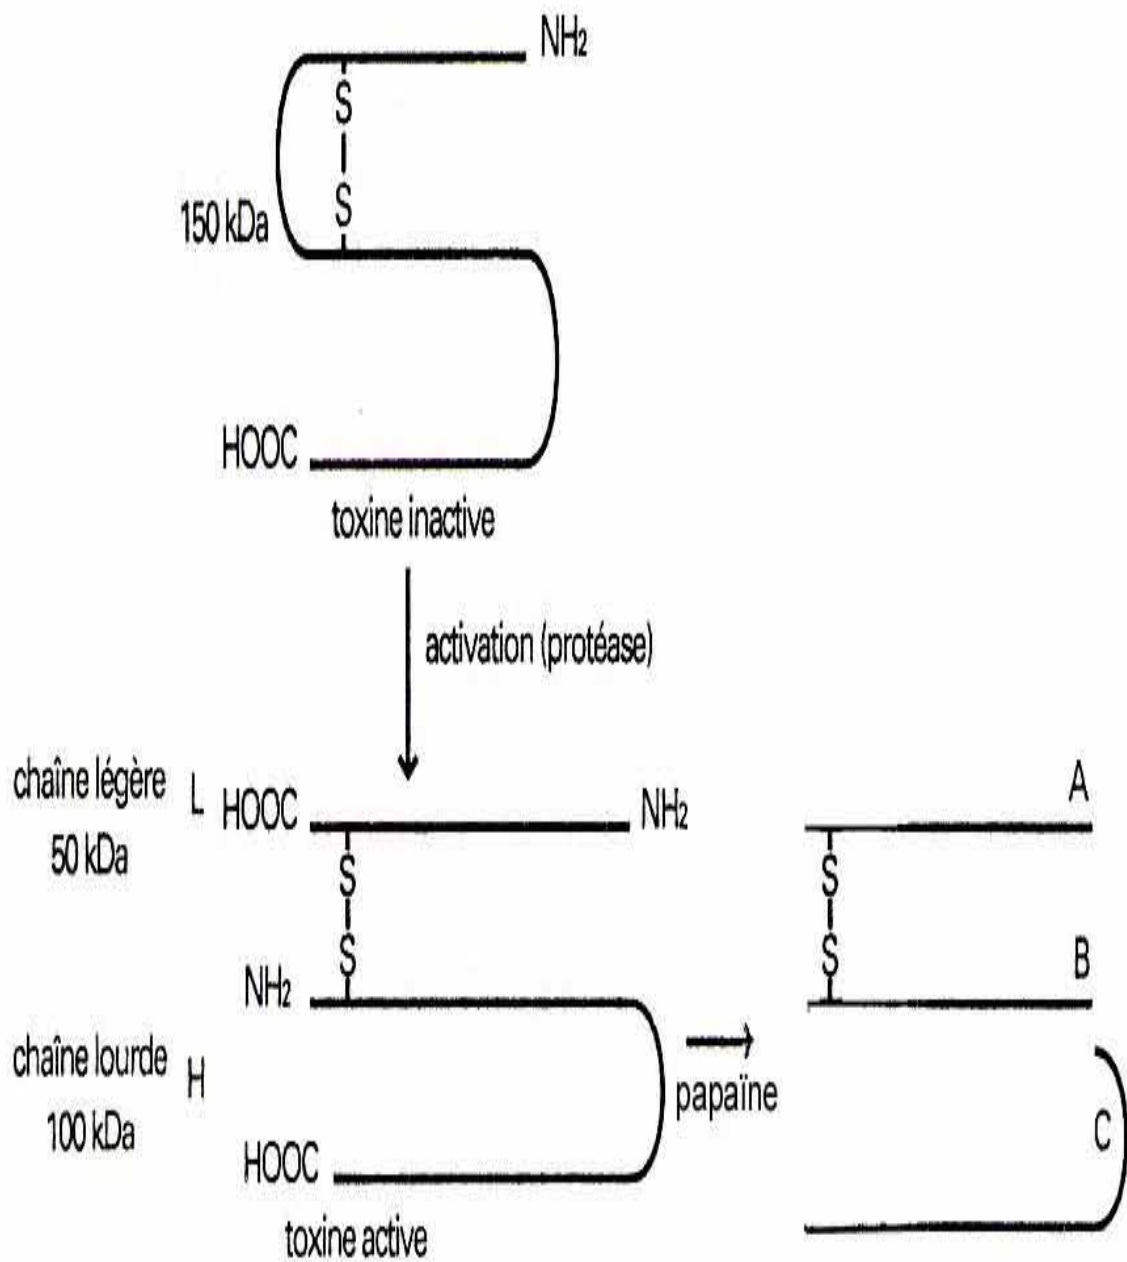 NH₂
S
S
150 kDa
HOOC
toxine inactive
activation (protéase)
chaîne légère
50 kDa
L
HOOC
NH₂
S
S
NH₂
chaîne lourde
100 kDa
H
HOOC
toxine active
papaïne
A
S
S
B
C